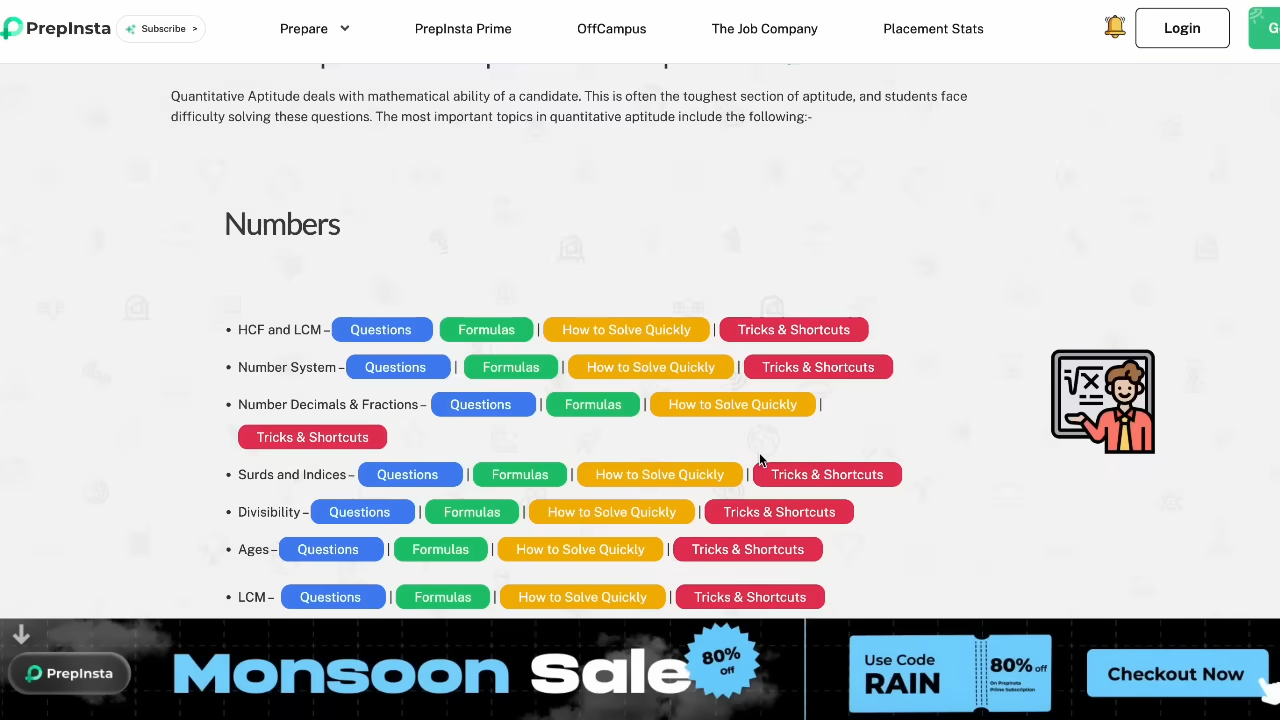 PrepInsta Subscribe > Prepare PrepInsta Prime OffCampus The Job Company Placement Stats Login
Quantitative Aptitude deals with mathematical ability of a candidate. This is often the toughest section of aptitude, and students face
difficulty solving these questions. The most important topics in quantitative aptitude include the following:-
Numbers
• HCF and LCM – Questions Formulas | How to Solve Quickly | Tricks & Shortcuts
• Number System – Questions | Formulas | How to Solve Quickly | Tricks & Shortcuts
• Number Decimals & Fractions – Questions | Formulas | How to Solve Quickly |
Tricks & Shortcuts
• Surds and Indices – Questions | Formulas | How to Solve Quickly | Tricks & Shortcuts
• Divisibility – Questions | Formulas | How to Solve Quickly | Tricks & Shortcuts
• Ages – Questions | Formulas | How to Solve Quickly | Tricks & Shortcuts
• LCM – Questions | Formulas | How to Solve Quickly | Tricks & Shortcuts
PrepInsta
Monsoon Sale
80%
off
Use Code
RAIN
80% off
On PrepInsta
Prime Subscription
Checkout Now
√x